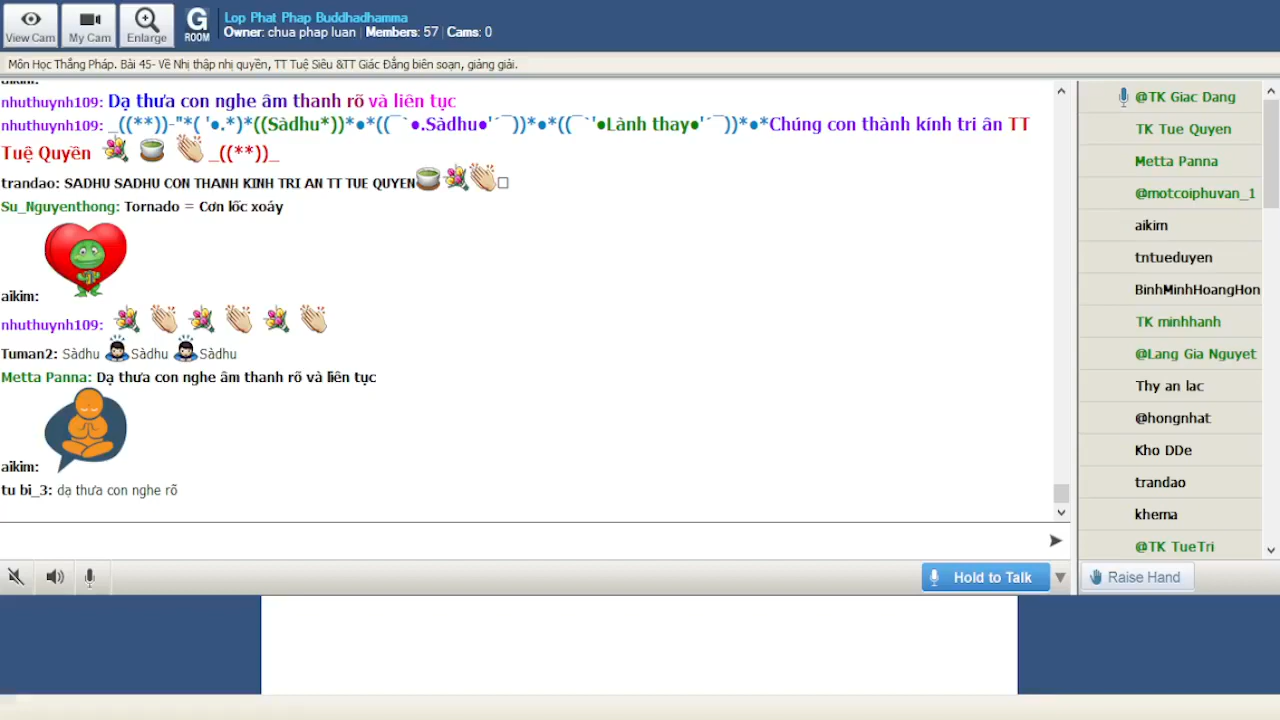 View Cam
My Cam
Enlarge
G
ROOM
Lop Phat Phap Buddhadhamma
Owner: chua phap luan | Members: 57 | Cams: 0
Môn Học Thắng Pháp. Bài 45- Về Nhị thập nhị quyền, TT Tuệ Siêu &TT Giác Đẳng biên soạn, giảng giải.
aikim:
nhuthuynh109: Dạ thưa con nghe âm thanh rõ và liên tục
nhuthuynh109: _((**))-"*( '●.*)*((Sàdhu*))*●*((¯`●.Sàdhu●'´¯))*●*((¯`'●Lành thay●'´¯))*●*Chúng con thành kính tri ân TT
Tuệ Quyền _((**))_
trandao: SADHU SADHU CON THANH KINH TRI AN TT TUE QUYEN
Su_Nguyenthong: Tornado = Cơn lốc xoáy
aikim:
nhuthuynh109:
Tuman2: Sàdhu Sàdhu Sàdhu
Metta Panna: Dạ thưa con nghe âm thanh rõ và liên tục
aikim:
tu bi_3: dạ thưa con nghe rõ
Hold to Talk
@TK Giac Dang
TK Tue Quyen
Metta Panna
@motcoiphuvan_1
aikim
tntueduyen
BinhMinhHoangHon
TK minhhanh
@Lang Gia Nguyet
Thy an lac
@hongnhat
Kho DDe
trandao
khema
@TK TueTri
Raise Hand